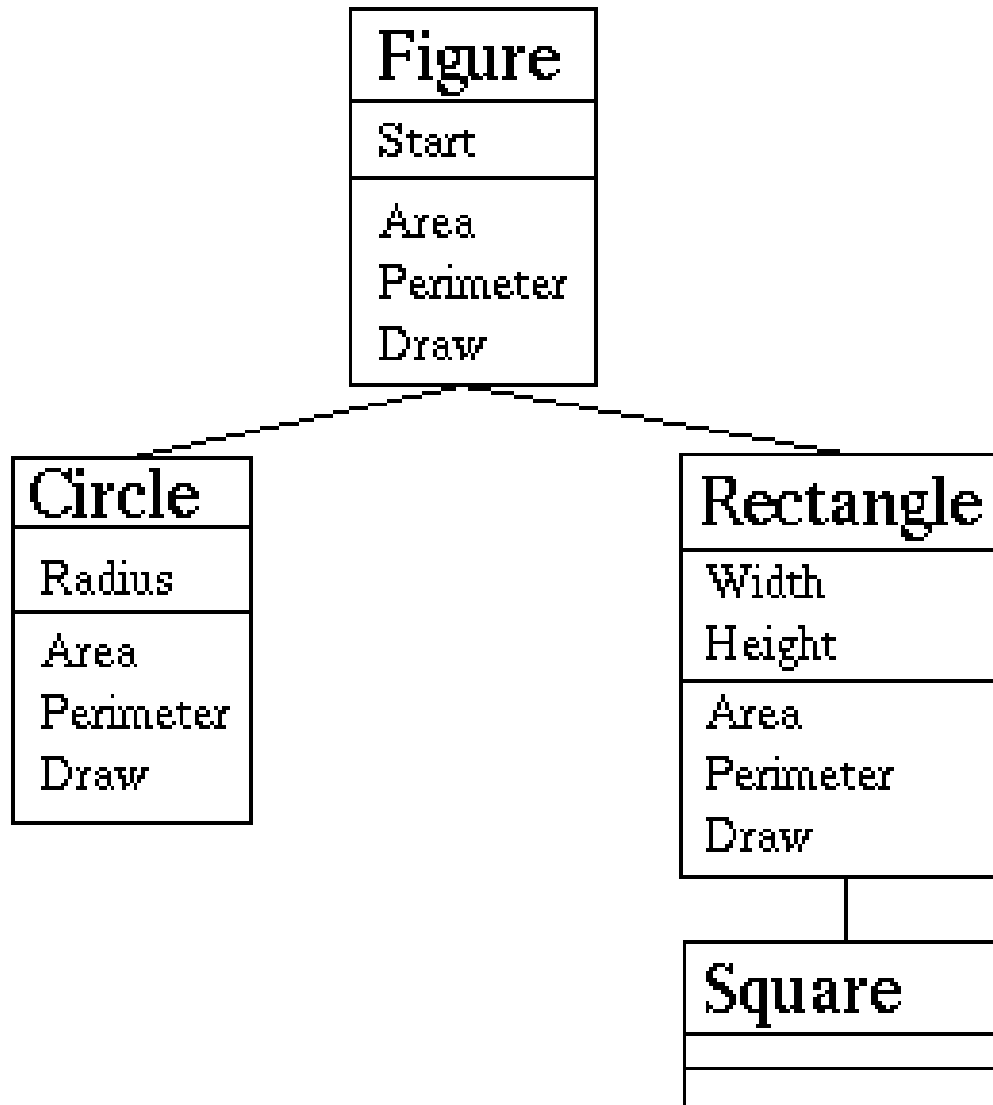 Figure
Start
Area
Perimeter
Draw
Circle
Radius
Area
Perimeter
Draw
Rectangle
Width
Height
Area
Perimeter
Draw
Square